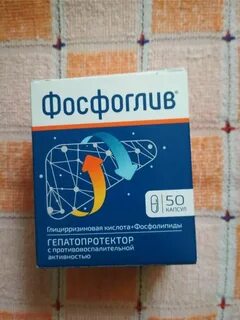 Фосфоглив®
50
КАПСУЛ
Глицирризиновая кислота+Фосфолипиды
ГЕПАТОПРОТЕКТОР
с противовоспалительной
активностью